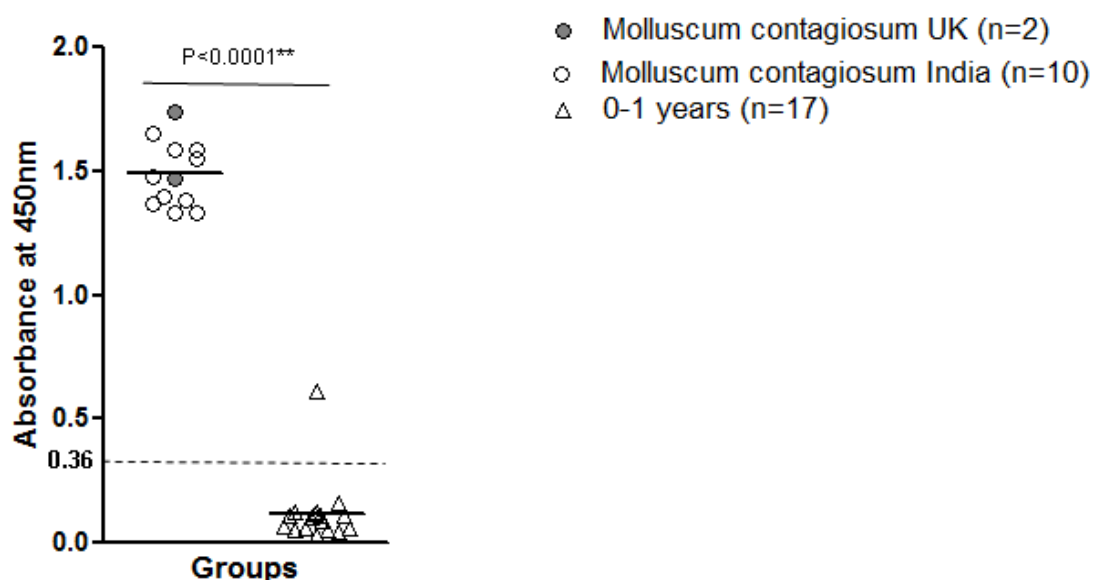 Molluscum contagiosum UK (n=2)
Molluscum contagiosum India (n=10)
0-1 years (n=17)
P<0.0001**
2.0
1.5
1.0
0.5
0.36
0.0
Absorbance at 450nm
Groups